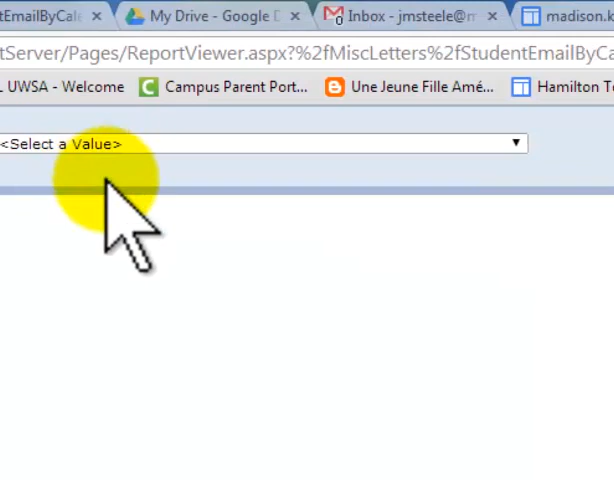 tEmailByCale My Drive - Google D Inbox - jmsteele@m madison.k
tServer/Pages/ReportViewer.aspx?%2fMiscLetters%2fStudentEmailByCa
L UWSA - Welcome Campus Parent Port... Une Jeune Fille Amé... Hamilton T
<Select a Value>